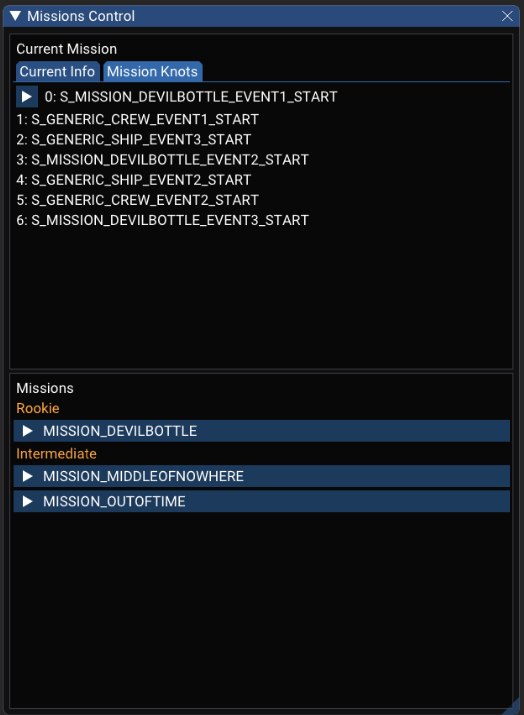 Missions Control
Current Mission
Current Info Mission Knots
0: S_MISSION_DEVILBOTTLE_EVENT1_START
1: S_GENERIC_CREW_EVENT1_START
2: S_GENERIC_SHIP_EVENT3_START
3: S_MISSION_DEVILBOTTLE_EVENT2_START
4: S_GENERIC_SHIP_EVENT2_START
5: S_GENERIC_CREW_EVENT2_START
6: S_MISSION_DEVILBOTTLE_EVENT3_START
Missions
Rookie
MISSION_DEVILBOTTLE
Intermediate
MISSION_MIDDLEOFNOWHERE
MISSION_OUTOFTIME